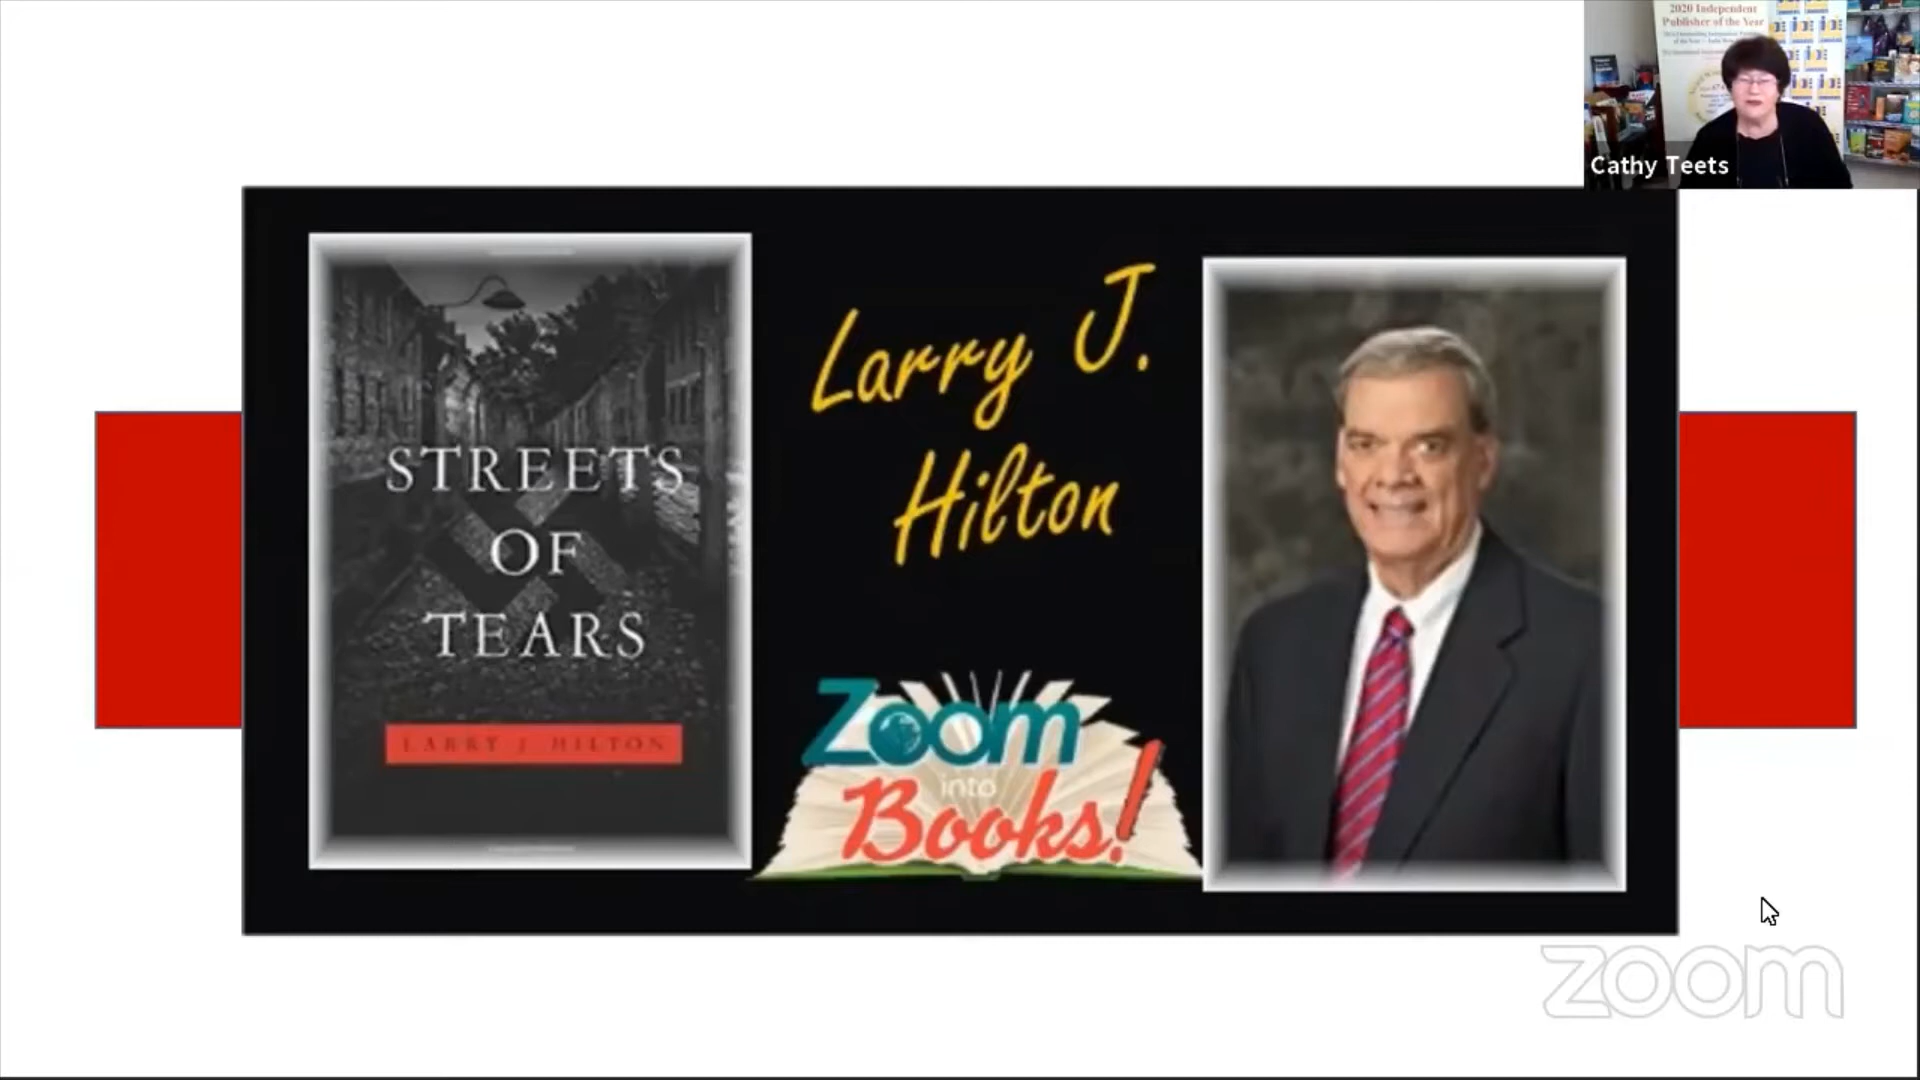 2020 Independent
Publisher of the Year
Cathy Teets
STREETS
OF
TEARS
LARRY J HILTON
Larry J.
Hilton
Zoom
into
Books!
zoom